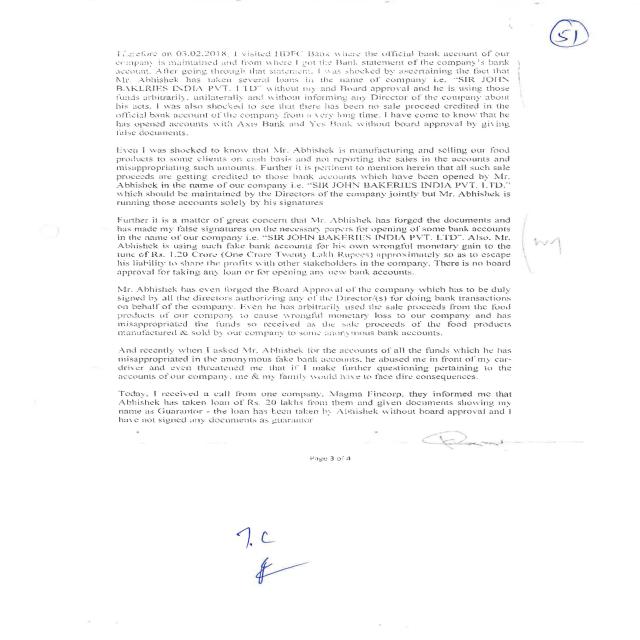 51
Therefore on 03.02.2018, I visited HDFC Bank where the official bank account of our
company is maintained and from where I got the Bank statement of the company's bank
account. After going through that statement, I was shocked by ascertaining the fact that
Mr. Abhishek has taken several loans in the name of company i.e. "SIR JOHN
BAKERIES INDIA PVT. LTD" without my and Board approval and he is using those
funds arbitrarily, unilaterally and without informing any Director of the company about
his acts. I was also shocked to see that there has been no sale proceed credited in the
official bank account of the company from a very long time. I have come to know that he
has opened accounts with Axis Bank and Yes Bank without board approval by giving
false documents.
Even I was shocked to know that Mr. Abhishek is manufacturing and selling our food
products to some clients on cash basis and not reporting the sales in the accounts and
misappropriating such amounts. Further it is pertinent to mention herein that all such sale
proceeds are getting credited to those bank accounts which have been opened by Mr.
Abhishek in the name of our company i.e. "SIR JOHN BAKERIES INDIA PVT. LTD."
which should be maintained by the Directors of the company jointly but Mr. Abhishek is
running those accounts solely by his signatures
Further it is a matter of great concern that Mr. Abhishek has forged the documents and
has made my false signatures on the necessary papers for opening of some bank accounts
in the name of our company i.e. "SIR JOHN BAKERIES INDIA PVT. LTD". Also, Mr.
Abhishek is using such fake bank accounts for his own wrongful monetary gain to the
tune of Rs. 1.20 Crore (One Crore Twenty Lakh Rupees) approximately so as to escape
his liability to share the profits with other stakeholders in the company. There is no board
approval for taking any loan or for opening any new bank accounts.
Mr. Abhishek has even forged the Board Approval of the company which has to be duly
signed by all the directors authorizing any of the Director/(s) for doing bank transactions
on behalf of the company. Even he has arbitrarily used the sale proceeds from the food
products of our company to cause wrongful monetary loss to our company and has
misappropriated the funds so received as the sale proceeds of the food products
manufactured & sold by our company to some anonymous bank accounts.
And recently when I asked Mr. Abhishek for the accounts of all the funds which he has
misappropriated in the anonymous fake bank accounts, he abused me in front of my car-
driver and even threatened me that if I make further questioning pertaining to the
accounts of our company, me & my family would have to face dire consequences.
Today, I received a call from one company, Magma Fincorp, they informed me that
Abhishek has taken loan of Rs. 20 lakhs from them and given documents showing my
name as Guarantor - the loan has been taken by Abhishek without board approval and I
have not signed any documents as guarantor
Page 3 of 4
T.C